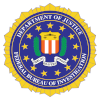 DEPARTMENT OF JUSTICE
FEDERAL BUREAU OF INVESTIGATION